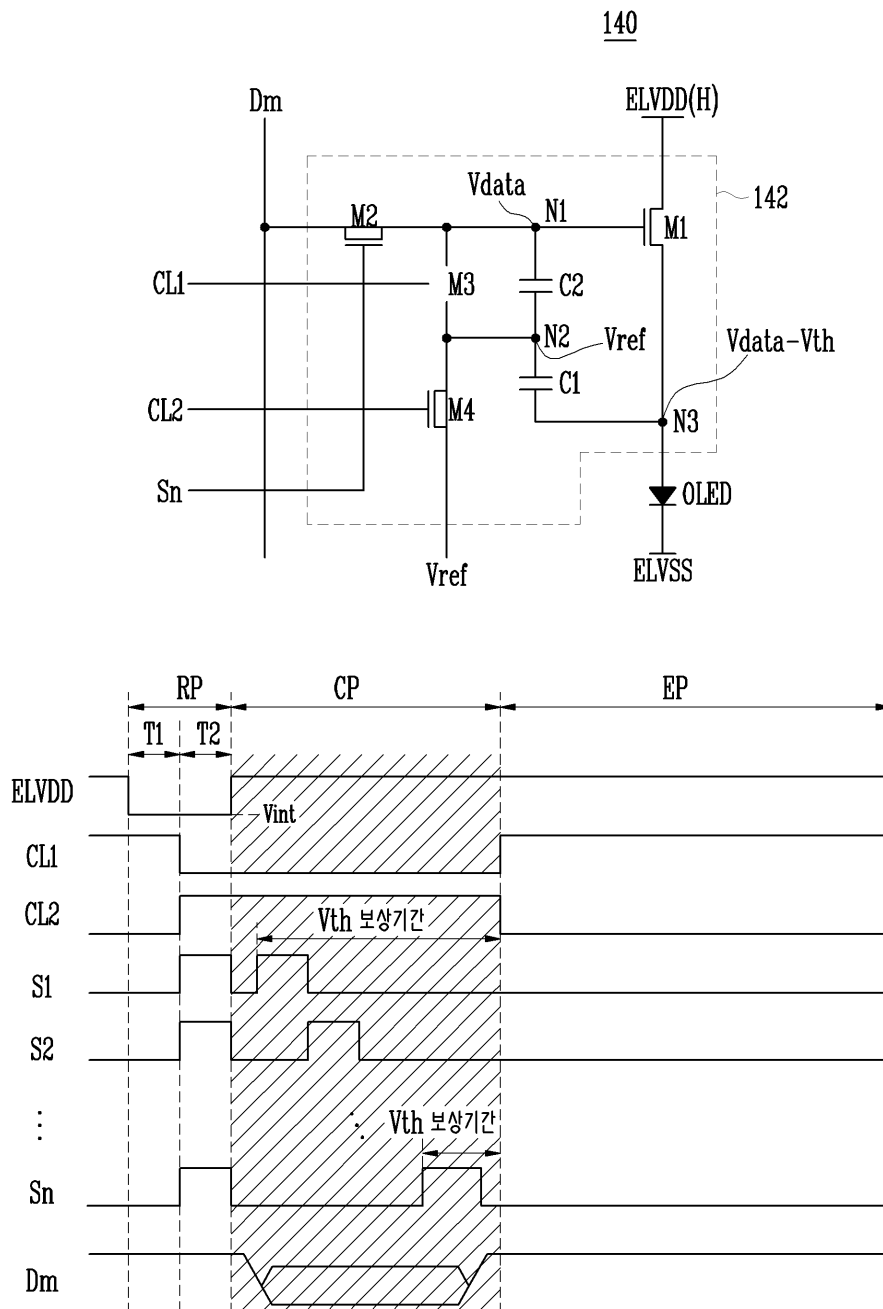 140
Dm
ELVDD(H)
Vdata
N1
142
M2
M1
CL1
M3
C2
N2
Vref
Vdata-Vth
C1
CL2
M4
N3
Sn
OLED
Vref
ELVSS
RP
CP
EP
T1
T2
ELVDD
Vint
CL1
CL2
Vth 보상기간
S1
S2
Vth 보상기간
Sn
Dm